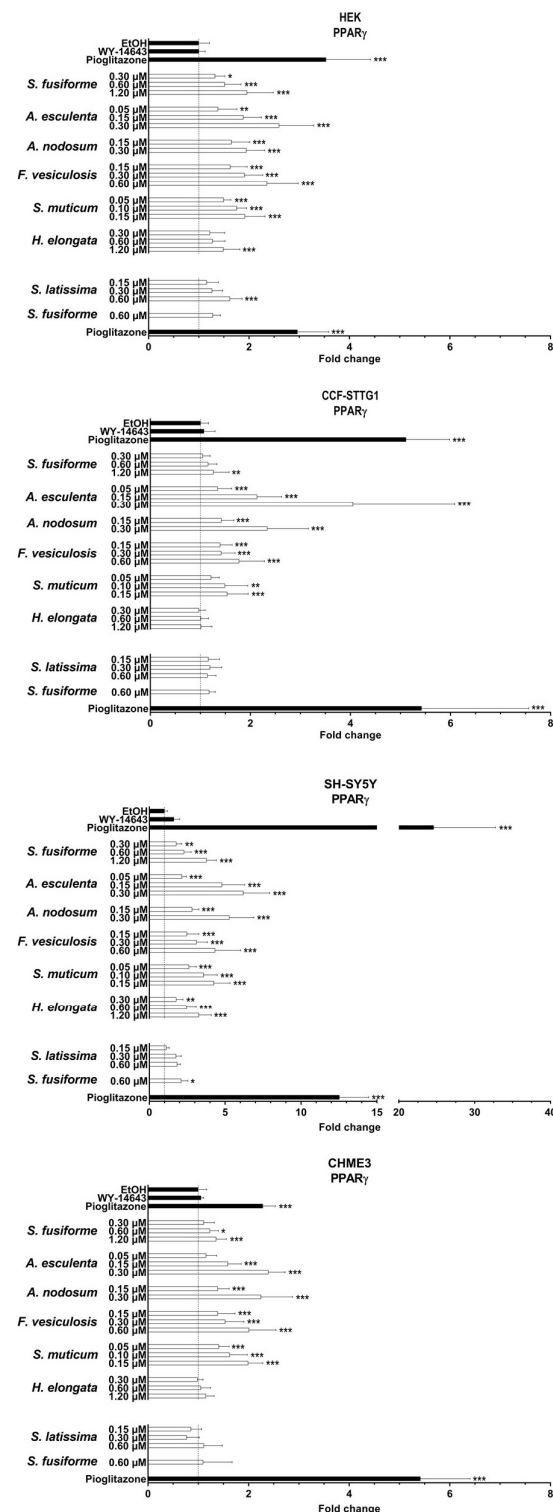 HEK
PPARγ
EtOH
WY-14643
Pioglitazone ***
0.30 μM *
S. fusiforme 0.60 μM ***
1.20 μM ***
0.05 μM **
A. esculenta 0.15 μM ***
0.30 μM ***
A. nodosum 0.15 μM ***
0.30 μM ***
0.15 μM ***
F. vesiculosis 0.30 μM ***
0.60 μM ***
0.05 μM ***
S. muticum 0.10 μM ***
0.15 μM ***
0.30 μM
H. elongata 0.60 μM
1.20 μM ***
0.15 μM
S. latissima 0.30 μM
0.60 μM ***
S. fusiforme 0.60 μM
Pioglitazone ***
0 2 4 6 8
Fold change
CCF-STTG1
PPARγ
EtOH
WY-14643
Pioglitazone ***
0.30 μM
S. fusiforme 0.60 μM
1.20 μM **
0.05 μM ***
A. esculenta 0.15 μM ***
0.30 μM ***
A. nodosum 0.15 μM ***
0.30 μM ***
0.15 μM ***
F. vesiculosis 0.30 μM ***
0.60 μM ***
0.05 μM
S. muticum 0.10 μM **
0.15 μM ***
0.30 μM
H. elongata 0.60 μM
1.20 μM
0.15 μM
S. latissima 0.30 μM
0.60 μM
S. fusiforme 0.60 μM
Pioglitazone ***
0 2 4 6 8
Fold change
SH-SY5Y
PPARγ
EtOH
WY-14643
Pioglitazone ***
0.30 μM **
S. fusiforme 0.60 μM ***
1.20 μM ***
0.05 μM ***
A. esculenta 0.15 μM ***
0.30 μM ***
A. nodosum 0.15 μM ***
0.30 μM ***
0.15 μM ***
F. vesiculosis 0.30 μM ***
0.60 μM ***
0.05 μM ***
S. muticum 0.10 μM ***
0.15 μM ***
0.30 μM **
H. elongata 0.60 μM ***
1.20 μM ***
0.15 μM
S. latissima 0.30 μM
0.60 μM
S. fusiforme 0.60 μM *
Pioglitazone ***
0 5 10 15 20 30 40
Fold change
CHME3
PPARγ
EtOH
WY-14643
Pioglitazone ***
0.30 μM
S. fusiforme 0.60 μM *
1.20 μM ***
0.05 μM
A. esculenta 0.15 μM ***
0.30 μM ***
A. nodosum 0.15 μM ***
0.30 μM ***
0.15 μM ***
F. vesiculosis 0.30 μM ***
0.60 μM ***
0.05 μM ***
S. muticum 0.10 μM ***
0.15 μM ***
0.30 μM
H. elongata 0.60 μM
1.20 μM
0.15 μM
S. latissima 0.30 μM
0.60 μM
S. fusiforme 0.60 μM
Pioglitazone ***
0 2 4 6 8
Fold change